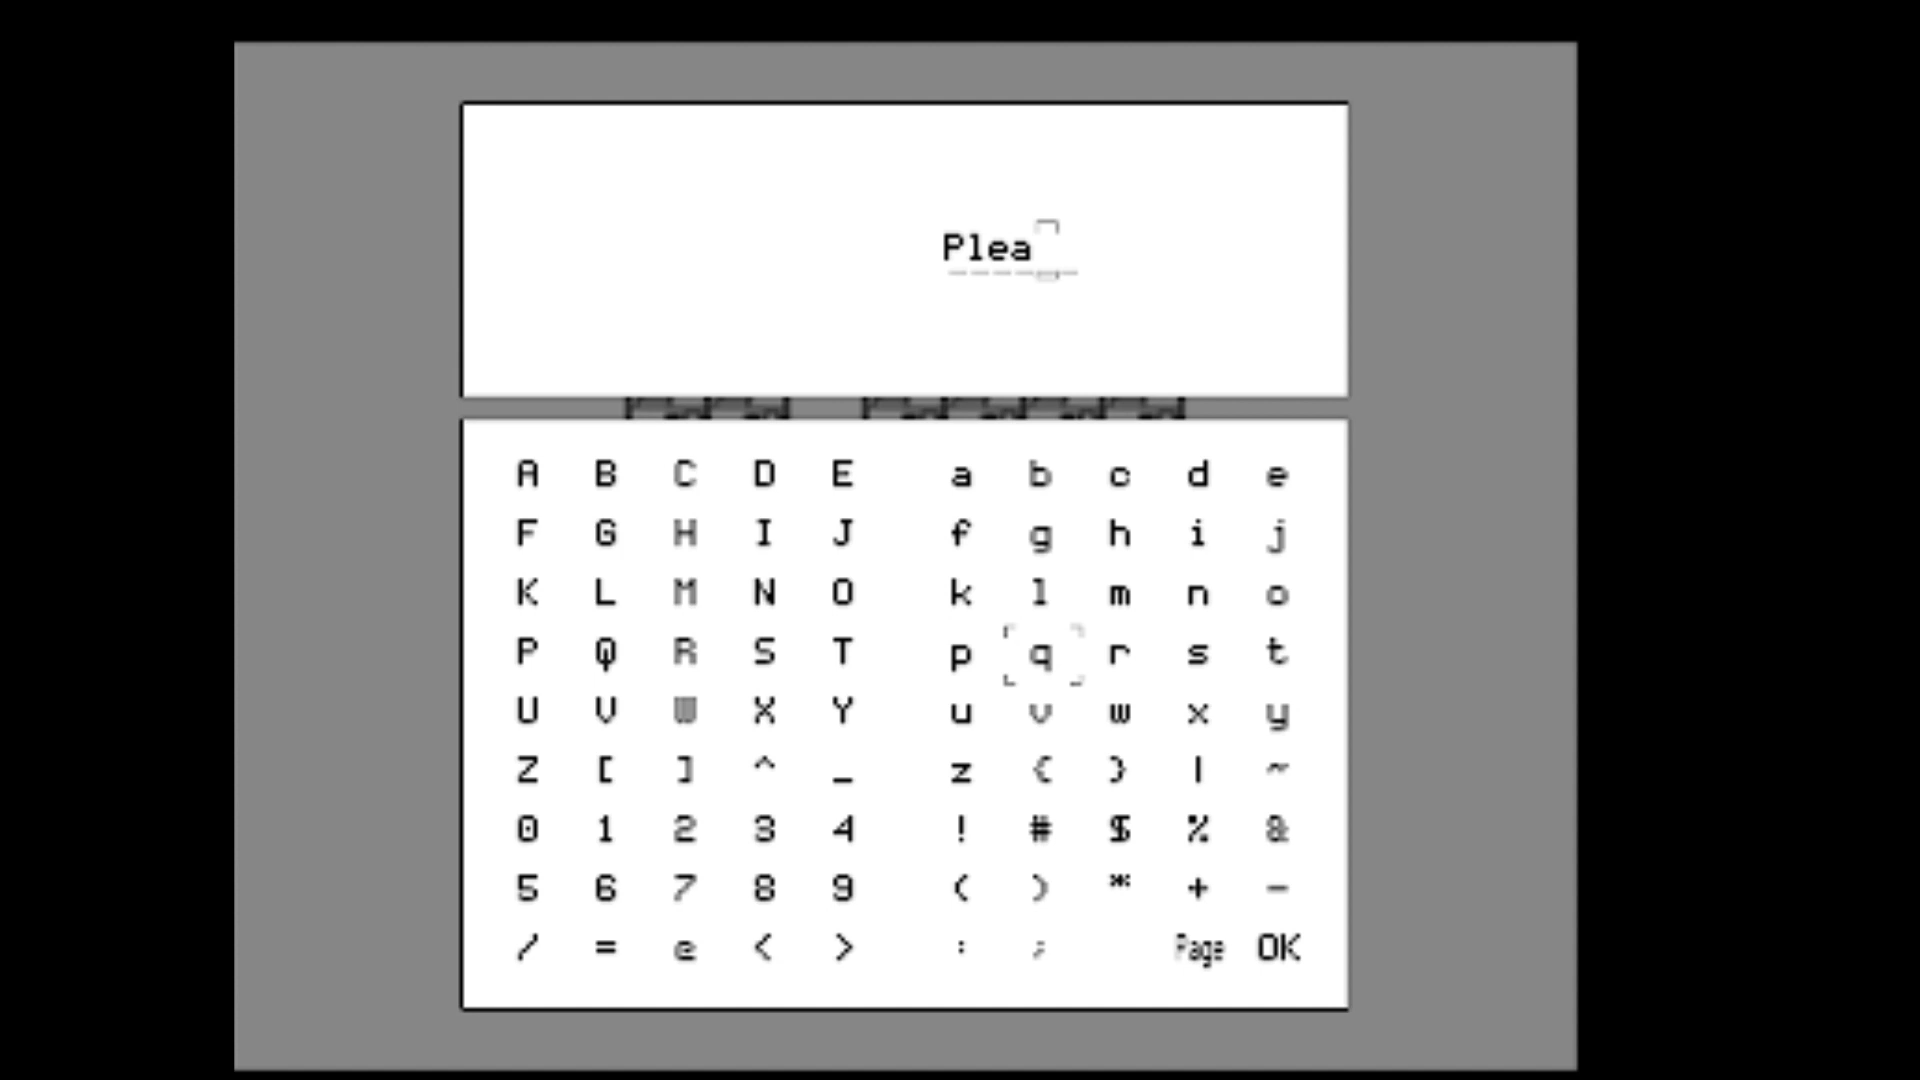 Plea
A B C D E a b c d e
F G H I J f g h i j
K L M N O k l m n o
P Q R S T p q r s t
U V W X Y u v w x y
Z [ ] ^ _ z { } | ~
0 1 2 3 4 ! # $ % &
5 6 7 8 9 ( ) * + -
/ = @ < > : ; Page OK